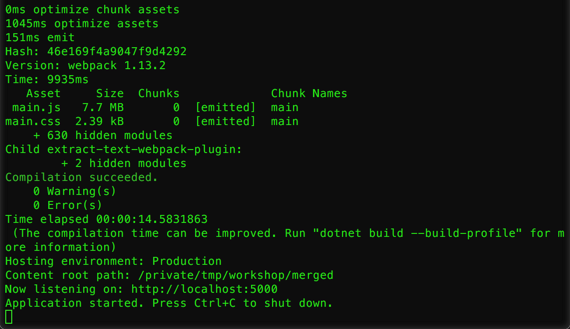 0ms optimize chunk assets
1045ms optimize assets
151ms emit
Hash: 46e169f4a9047f9d4292
Version: webpack 1.13.2
Time: 9935ms
   Asset     Size  Chunks             Chunk Names
 main.js   7.7 MB       0  [emitted]  main
main.css  2.39 kB       0  [emitted]  main
    + 630 hidden modules
Child extract-text-webpack-plugin:
        + 2 hidden modules
Compilation succeeded.
    0 Warning(s)
    0 Error(s)
Time elapsed 00:00:14.5831863
 (The compilation time can be improved. Run "dotnet build --build-profile" for m
ore information)
Hosting environment: Production
Content root path: /private/tmp/workshop/merged
Now listening on: http://localhost:5000
Application started. Press Ctrl+C to shut down.